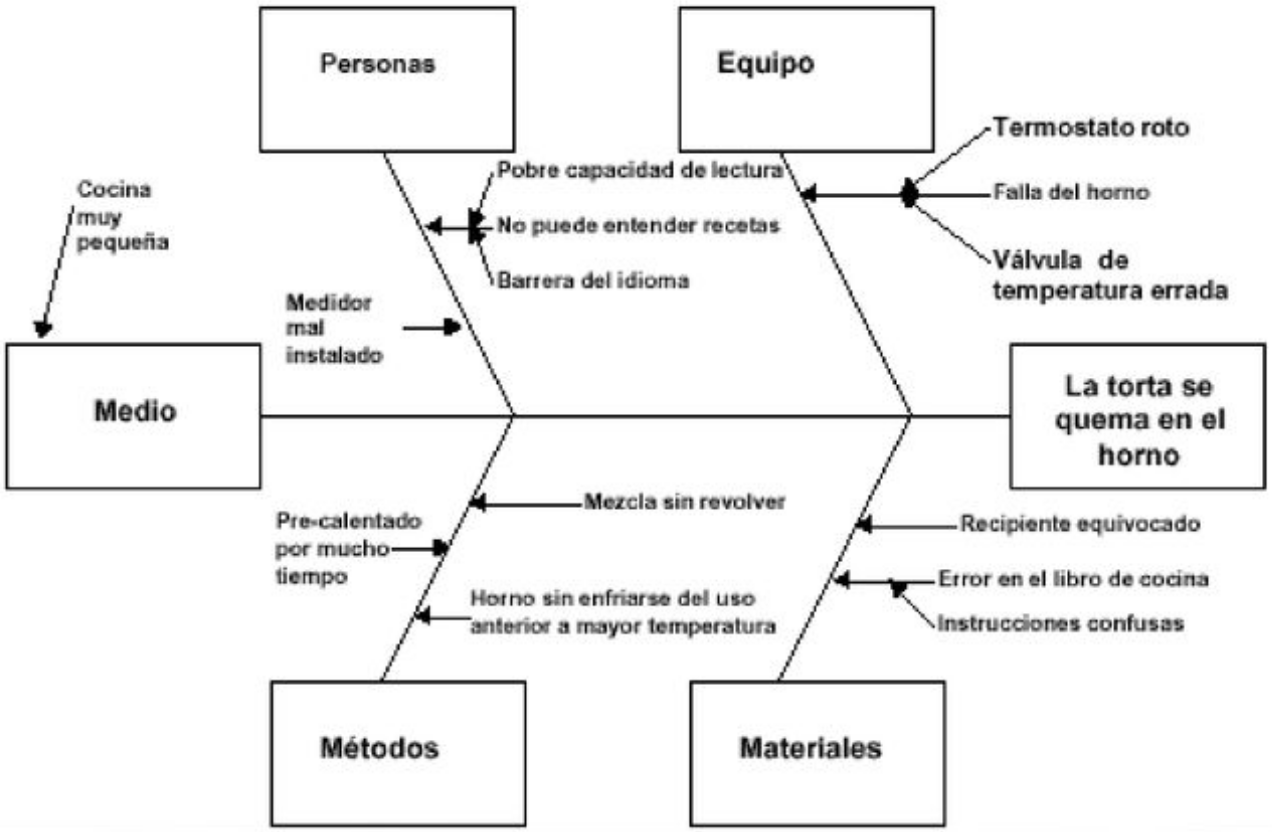 Personas
Equipo
Termostato roto
Pobre capacidad de lectura
Cocina
muy
pequeña
Falla del horno
No puede entender recetas
Válvula de
temperatura errada
Barrera del idioma
Medidor
mal
instalado
Medio
La torta se
quema en el
horno
Mezcla sin revolver
Pre-calentado
por mucho
tiempo
Recipiente equivocado
Error en el libro de cocina
Horno sin enfriarse del uso
anterior a mayor temperatura
Instrucciones confusas
Métodos
Materiales